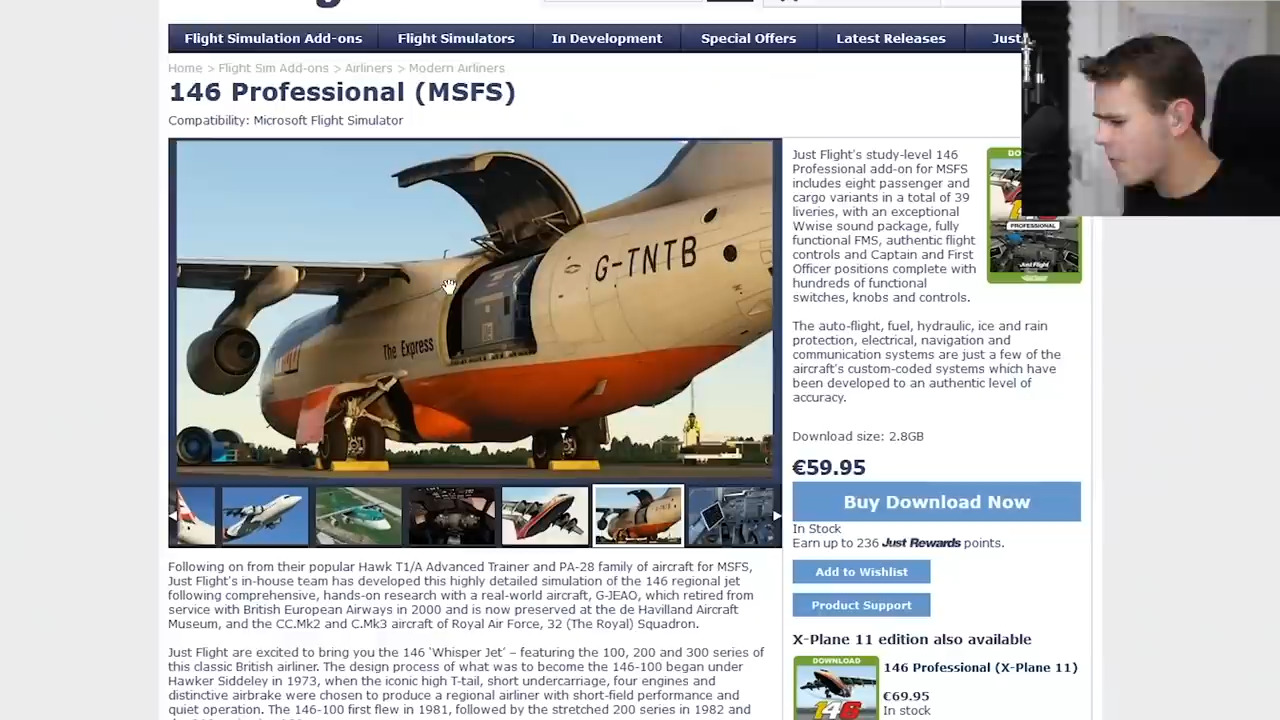 Flight Simulation Add-ons
Flight Simulators
In Development
Special Offers
Latest Releases
Just
Home > Flight Sim Add-ons > Airliners > Modern Airliners
146 Professional (MSFS)
Compatibility: Microsoft Flight Simulator
G-TNTB
The Express
Just Flight's study-level 146
Professional add-on for MSFS
includes eight passenger and
cargo variants in a total of 39
liveries, with an exceptional
Wwise sound package, fully
functional FMS, authentic flight
controls and Captain and First
Officer positions complete with
hundreds of functional
switches, knobs and controls.
DO
PROFESSIONAL
Just Flight
The auto-flight, fuel, hydraulic, ice and rain
protection, electrical, navigation and
communication systems are just a few of the
aircraft's custom-coded systems which have
been developed to an authentic level of
accuracy.
Download size: 2.8GB
€59.95
Buy Download Now
In Stock
Earn up to 236 Just Rewards points.
Add to Wishlist
Product Support
X-Plane 11 edition also available
DOWNLOAD
146
146 Professional (X-Plane 11)
€69.95
In stock
Following on from their popular Hawk T1/A Advanced Trainer and PA-28 family of aircraft for MSFS,
Just Flight's in-house team has developed this highly detailed simulation of the 146 regional jet
following comprehensive, hands-on research with a real-world aircraft, G-JEAO, which retired from
service with British European Airways in 2000 and is now preserved at the de Havilland Aircraft
Museum, and the CC.Mk2 and C.Mk3 aircraft of Royal Air Force, 32 (The Royal) Squadron.
Just Flight are excited to bring you the 146 'Whisper Jet' – featuring the 100, 200 and 300 series of
this classic British airliner. The design process of what was to become the 146-100 began under
Hawker Siddeley in 1973, when the iconic high T-tail, short undercarriage, four engines and
distinctive airbrake were chosen to produce a regional airliner with short-field performance and
quiet operation. The 146-100 first flew in 1981, followed by the stretched 200 series in 1982 and